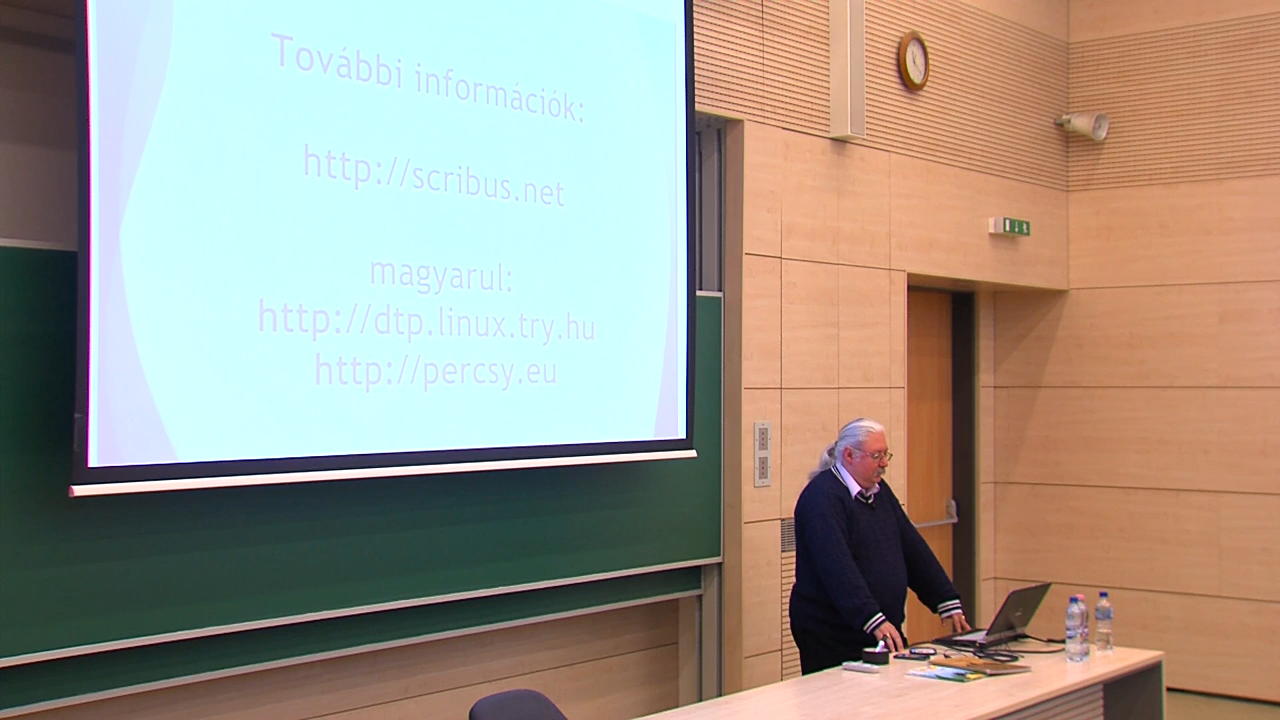 További információk:
http://scribus.net
magyarul:
http://dtp.linux.try.hu
http://percsy.eu